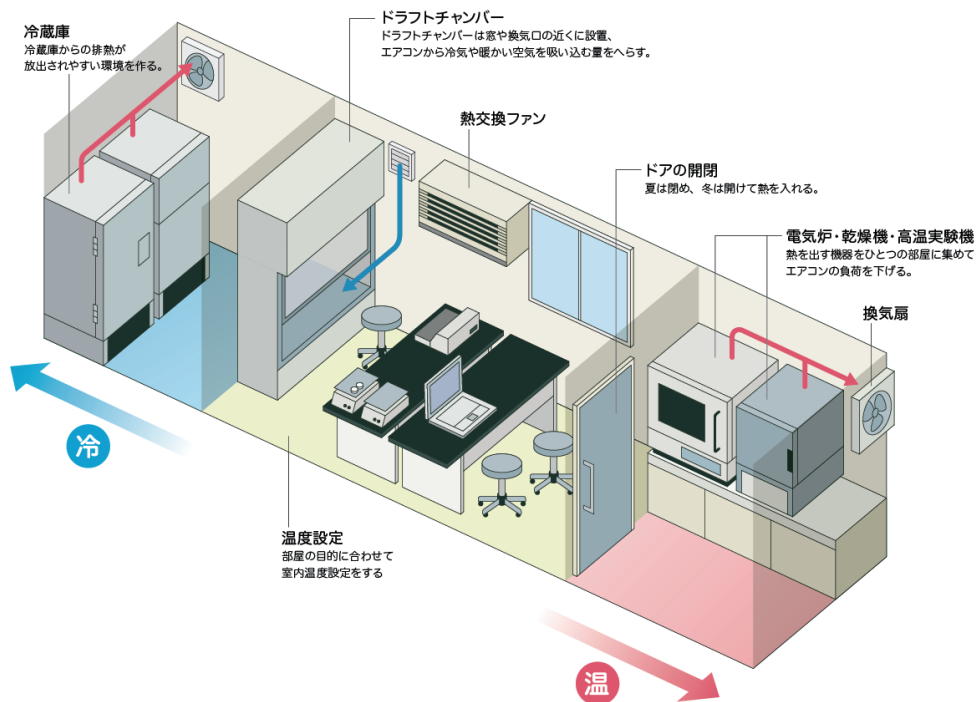 冷蔵庫
冷蔵庫からの排熱が
放出されやすい環境を作る。
ドラフトチャンバー
ドラフトチャンバーは窓や換気口の近くに設置、
エアコンから冷気や暖かい空気を吸い込む量をへらす。
熱交換ファン
ドアの開閉
夏は閉め、冬は開けて熱を入れる。
電気炉・乾燥機・高温実験機
熱を出す機器をひとつの部屋に集めて
エアコンの負荷を下げる。
換気扇
冷
温度設定
部屋の目的に合わせて
室内温度設定をする
温